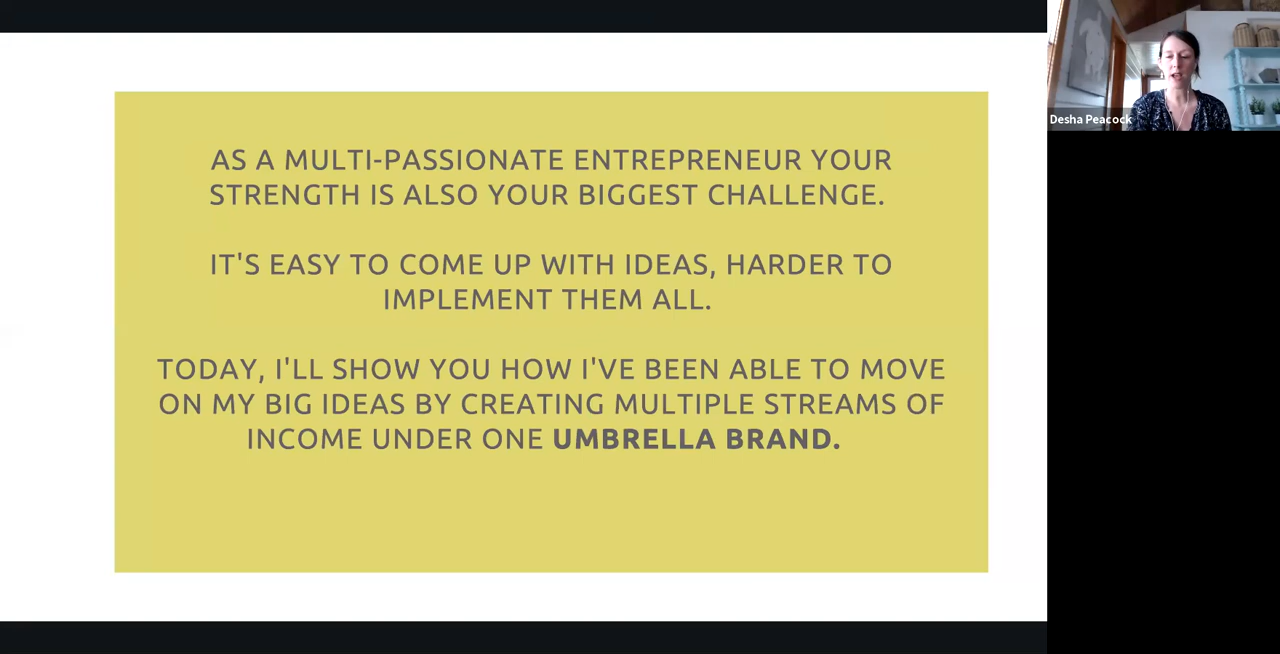 AS A MULTI-PASSIONATE ENTREPRENEUR YOUR
STRENGTH IS ALSO YOUR BIGGEST CHALLENGE.
IT'S EASY TO COME UP WITH IDEAS, HARDER TO
IMPLEMENT THEM ALL.
TODAY, I'LL SHOW YOU HOW I'VE BEEN ABLE TO MOVE
ON MY BIG IDEAS BY CREATING MULTIPLE STREAMS OF
INCOME UNDER ONE UMBRELLA BRAND.
Desha Peacock